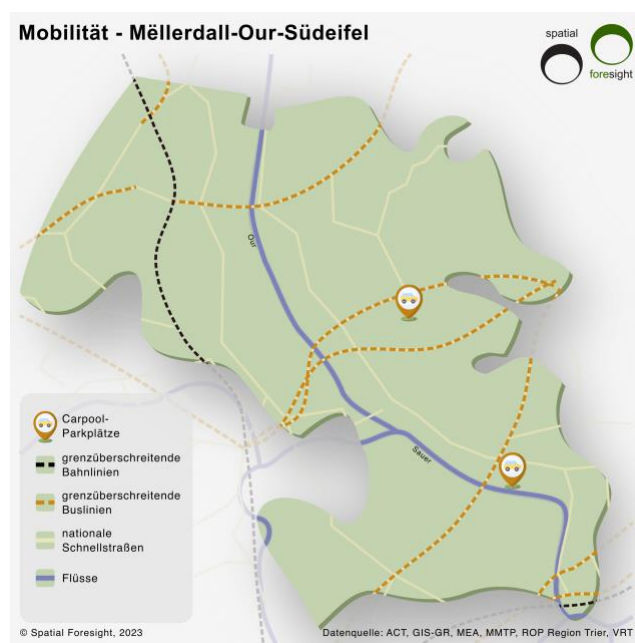 Mobilität - Mëllerdall-Our-Südeifel
spatial
foresight
Our
Sauer
Carpool-
Parkplätze
grenzüberschreitende
Bahnlinien
grenzüberschreitende
Buslinien
nationale
Schnellstraßen
Flüsse
© Spatial Foresight, 2023
Datenquelle: ACT, GIS-GR, MEA, MMTP, ROP Region Trier, VRT